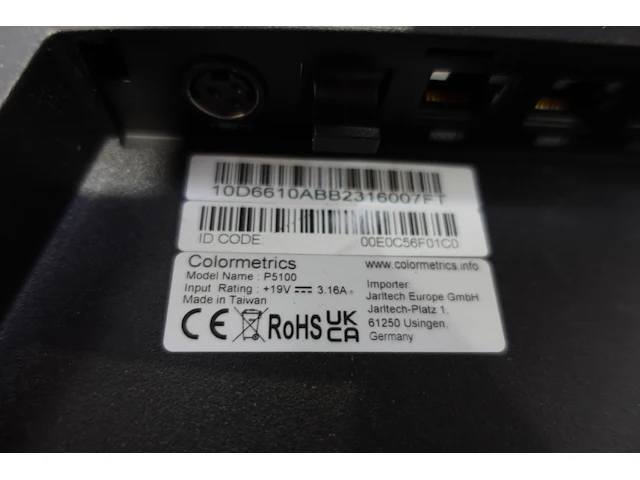 10D6610ABB2316007FT
ID CODE: 00E0C56F01C0
Colormetrics www.colormetrics.info
Model Name : P5100
Input Rating : +19V 3.16A
Made in Taiwan
Importer:
Jarltech Europe GmbH
Jarltech-Platz 1.
61250 Usingen.
Germany
CE RoHS UK
CA